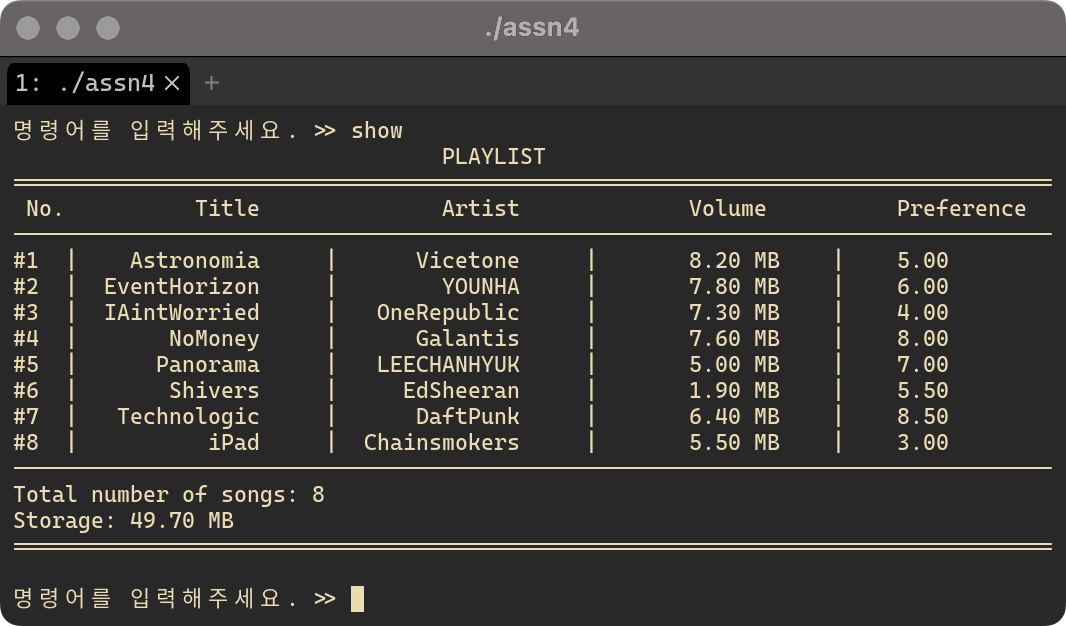 ./assn4
1: ./assn4 × +
명령어를 입력해주세요. >> show
PLAYLIST
No. Title Artist Volume Preference
#1 | Astronomia | Vicetone | 8.20 MB | 5.00
#2 | EventHorizon | YOUNHA | 7.80 MB | 6.00
#3 | IAintWorried | OneRepublic | 7.30 MB | 4.00
#4 | NoMoney | Galantis | 7.60 MB | 8.00
#5 | Panorama | LEECHANHYUK | 5.00 MB | 7.00
#6 | Shivers | EdSheeran | 1.90 MB | 5.50
#7 | Technologic | DaftPunk | 6.40 MB | 8.50
#8 | iPad | Chainsmokers | 5.50 MB | 3.00
Total number of songs: 8
Storage: 49.70 MB
명령어를 입력해주세요. >>